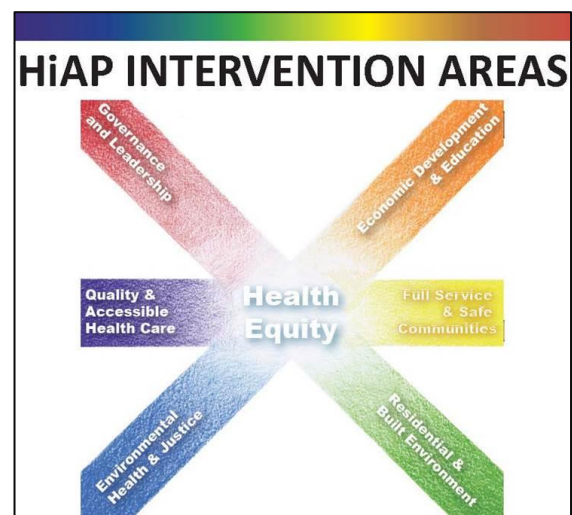 HiAP INTERVENTION AREAS
Governance
and Leadership
Economic Development
& Education
Quality &
Accessible
Health Care
Health
Equity
Full Service
& Safe
Communities
Environmental
Health & Justice
Residential &
Built Environment